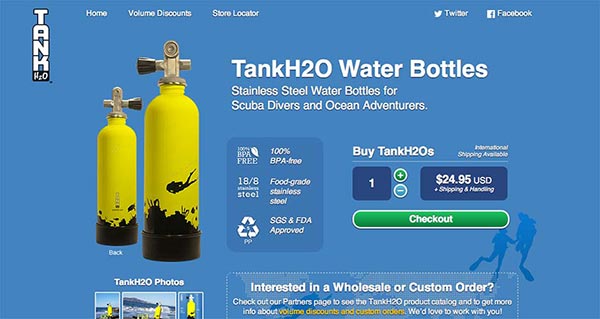 TANK
H2O
Home
Volume Discounts
Store Locator
Twitter
Facebook
TankH2O Water Bottles
Stainless Steel Water Bottles for
Scuba Divers and Ocean Adventurers.
100%
BPA
FREE
100%
BPA-free
18/8
stainless
steel
Food-grade
stainless
steel
PP
SGS & FDA
Approved
Buy TankH2Os
International
Shipping Available
1
$24.95 USD
+ Shipping & Handling
Checkout
Back
TankH2O Photos
Interested in a Wholesale or Custom Order?
Check out our Partners page to see the TankH2O product catalog and to get more
info about volume discounts and custom orders. We'd love to work with you!